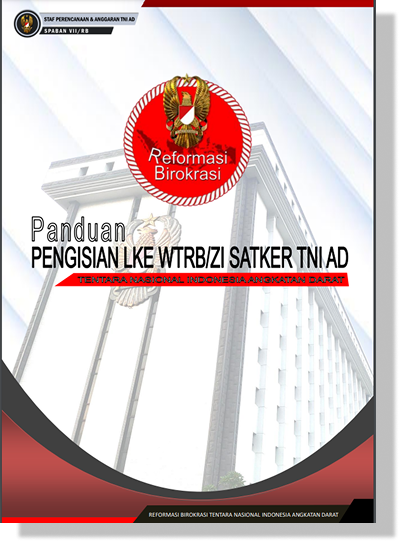 STAF PERENCANAAN & ANGGARAN TNI AD
SPABAN VII/RB
Reformasi
Birokrasi
Panduan
PENGISIAN LKE WTRB/ZI SATKER TNI AD
TENTARA NASIONAL INDONESIA ANGKATAN DARAT
REFORMASI BIROKRASI TENTARA NASIONAL INDONESIA ANGKATAN DARAT